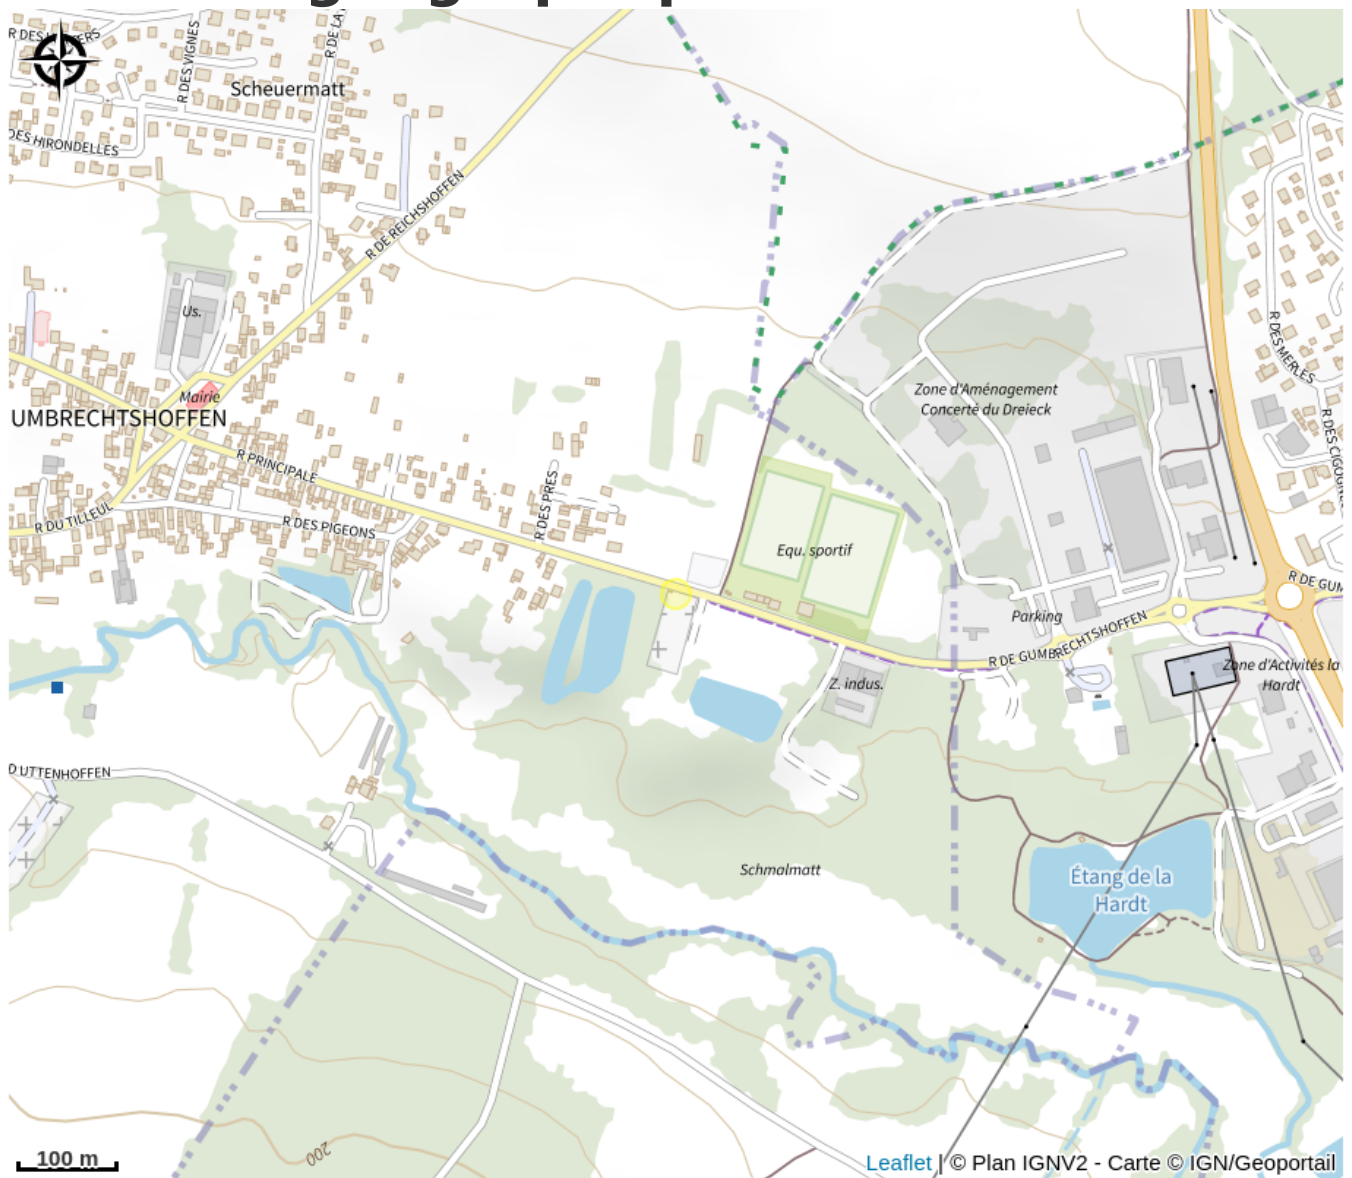 R DES VIGNES
R DE LA
Scheuermatt
DES HIRONDELLES
R DE REICHSHOFFEN
Us.
Mairie
UMBRECHTSHOFFEN
R PRINCIPALE
R DU TILLEUL
R DES PIGEONS
R DES PRES
Zone d'Aménagement
Concerté du Dreieck
R DES MERLES
R DES CIGOGNE
Equ. sportif
Parking
R DE GUM
R DE GUMBRECHTSHOFFEN
Z. indus.
Zone d'Activités la
Hardt
D UTTENHOFFEN
Schmalmatt
Étang de la
Hardt
200
100 m
Leaflet | © Plan IGNV2 - Carte © IGN/Geoportail